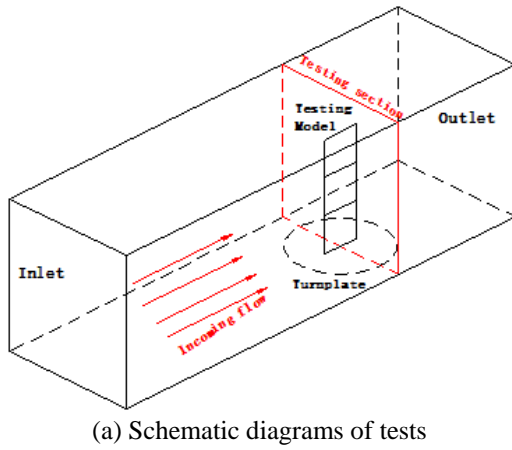 Testing section
Testing
Model
Outlet
Inlet
Turnplate
Incoming flow
(a) Schematic diagrams of tests